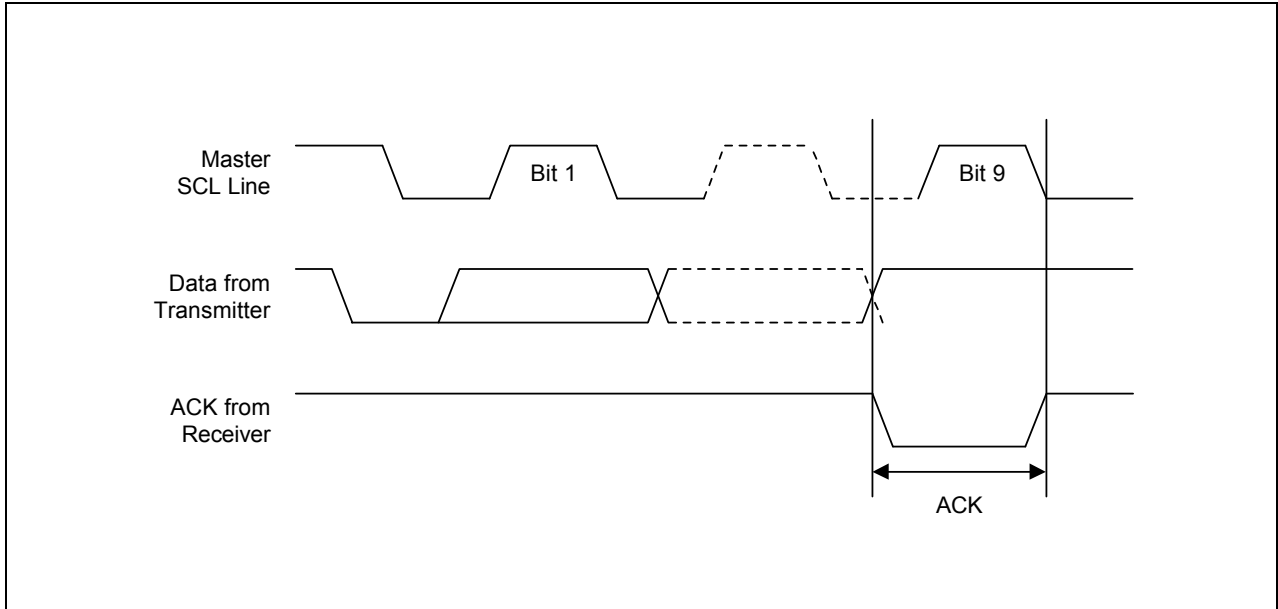 Master
SCL Line
Bit 1
Bit 9
Data from
Transmitter
ACK from
Receiver
ACK